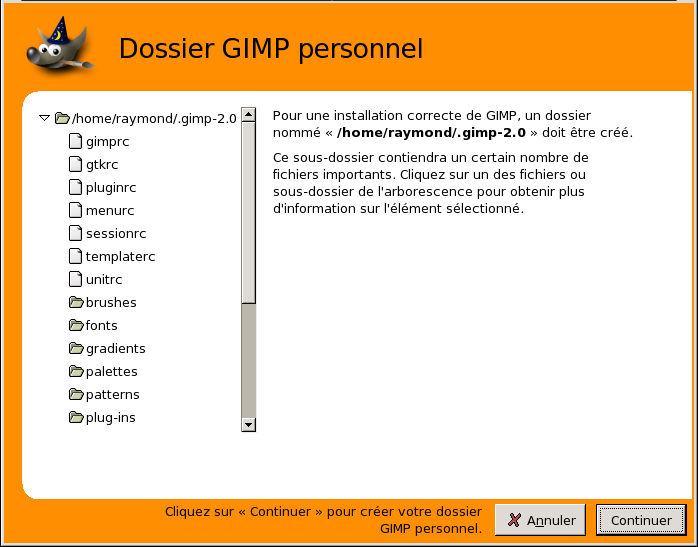 Dossier GIMP personnel
/home/raymond/.gimp-2.0
gimprc
gtkrc
pluginrc
menurc
sessionrc
templaterc
unitrc
brushes
fonts
gradients
palettes
patterns
plug-ins
Pour une installation correcte de GIMP, un dossier
nommé « /home/raymond/.gimp-2.0 » doit être créé.
Ce sous-dossier contiendra un certain nombre de
fichiers importants. Cliquez sur un des fichiers ou
sous-dossier de l'arborescence pour obtenir plus
d'information sur l'élément sélectionné.
Cliquez sur « Continuer » pour créer votre dossier
GIMP personnel.
Annuler
Continuer